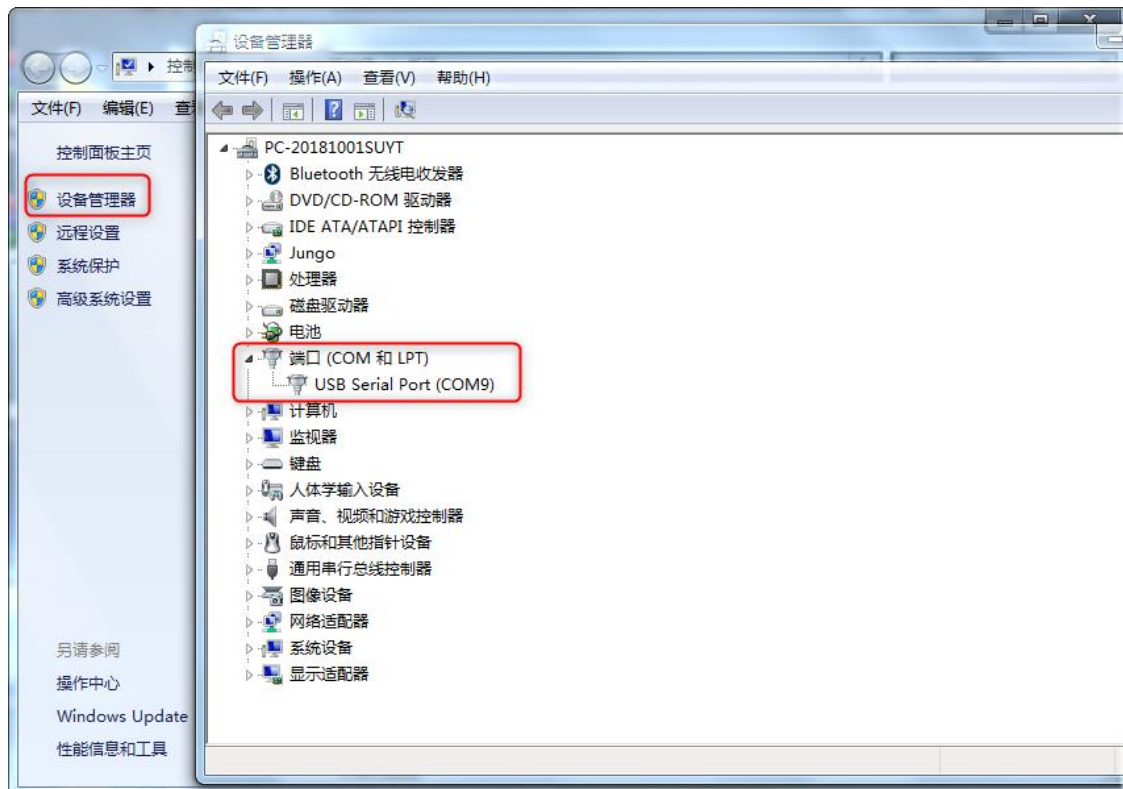 设备管理器
控制
文件(F) 操作(A) 查看(V) 帮助(H)
文件(F) 编辑(E)
控制面板主页
设备管理器
远程设置
系统保护
高级系统设置
PC-20181001SUYT
Bluetooth 无线电收发器
DVD/CD-ROM 驱动器
IDE ATA/ATAPI 控制器
Jungo
处理器
磁盘驱动器
电池
端口 (COM 和 LPT)
USB Serial Port (COM9)
计算机
监视器
键盘
人体学输入设备
声音、视频和游戏控制器
鼠标和其他指针设备
通用串行总线控制器
图像设备
网络适配器
系统设备
显示适配器
另请参阅
操作中心
Windows Update
性能信息和工具